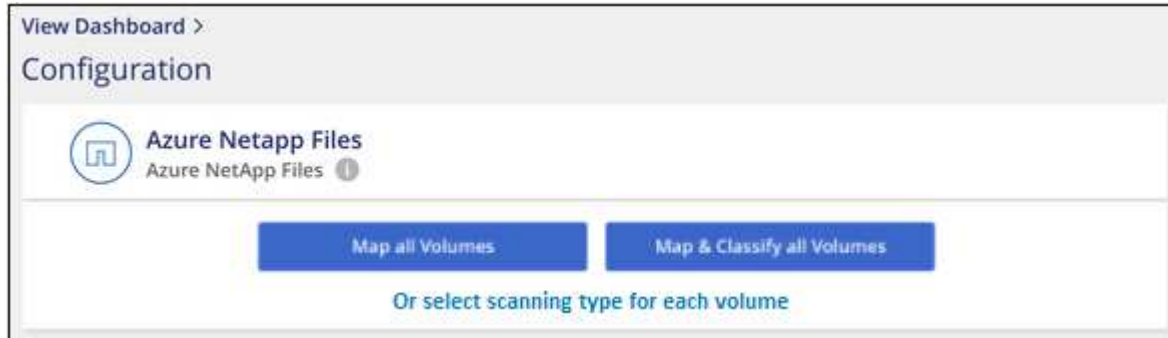 View Dashboard >
Configuration
Azure Netapp Files
Azure NetApp Files
Map all Volumes
Map & Classify all Volumes
Or select scanning type for each volume